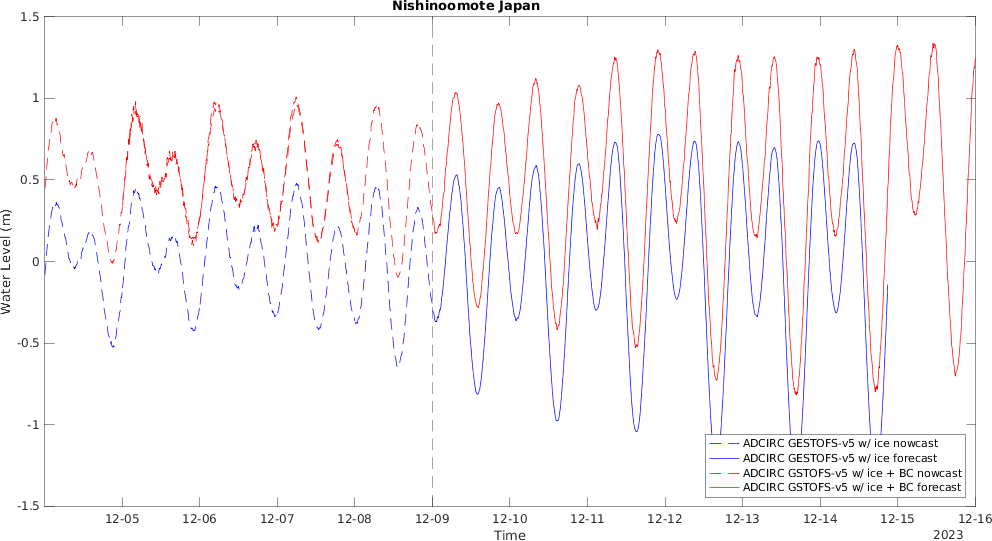 Nishinoomote Japan
1.5
1
0.5
0
-0.5
-1
-1.5
Water Level (m)
12-05 12-06 12-07 12-08 12-09 12-10 12-11 12-12 12-13 12-14 12-15 12-16
Time
2023
ADCIRC GESTOFS-v5 w/ ice nowcast
ADCIRC GESTOFS-v5 w/ ice forecast
ADCIRC GSTOFS-v5 w/ ice + BC nowcast
ADCIRC GSTOFS-v5 w/ ice + BC forecast